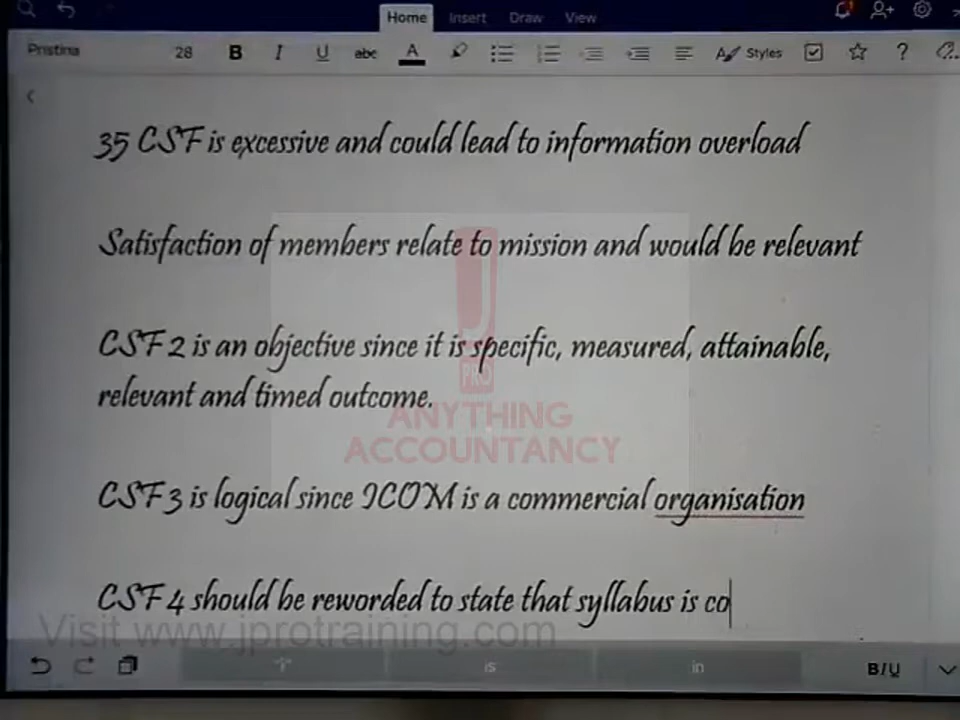 Home Insert Draw View
Pristina 28 B I U abc A A Styles ?
35 CSF is excessive and could lead to information overload
Satisfaction of members relate to mission and would be relevant
CSF 2 is an objective since it is specific, measured, attainable,
relevant and timed outcome.
J
PRO
ANYTHING
ACCOUNTANCY
CSF 3 is logical since ICOM is a commercial organisation
CSF 4 should be reworded to state that syllabus is co
Visit www.jprotraining.com
is in B/U